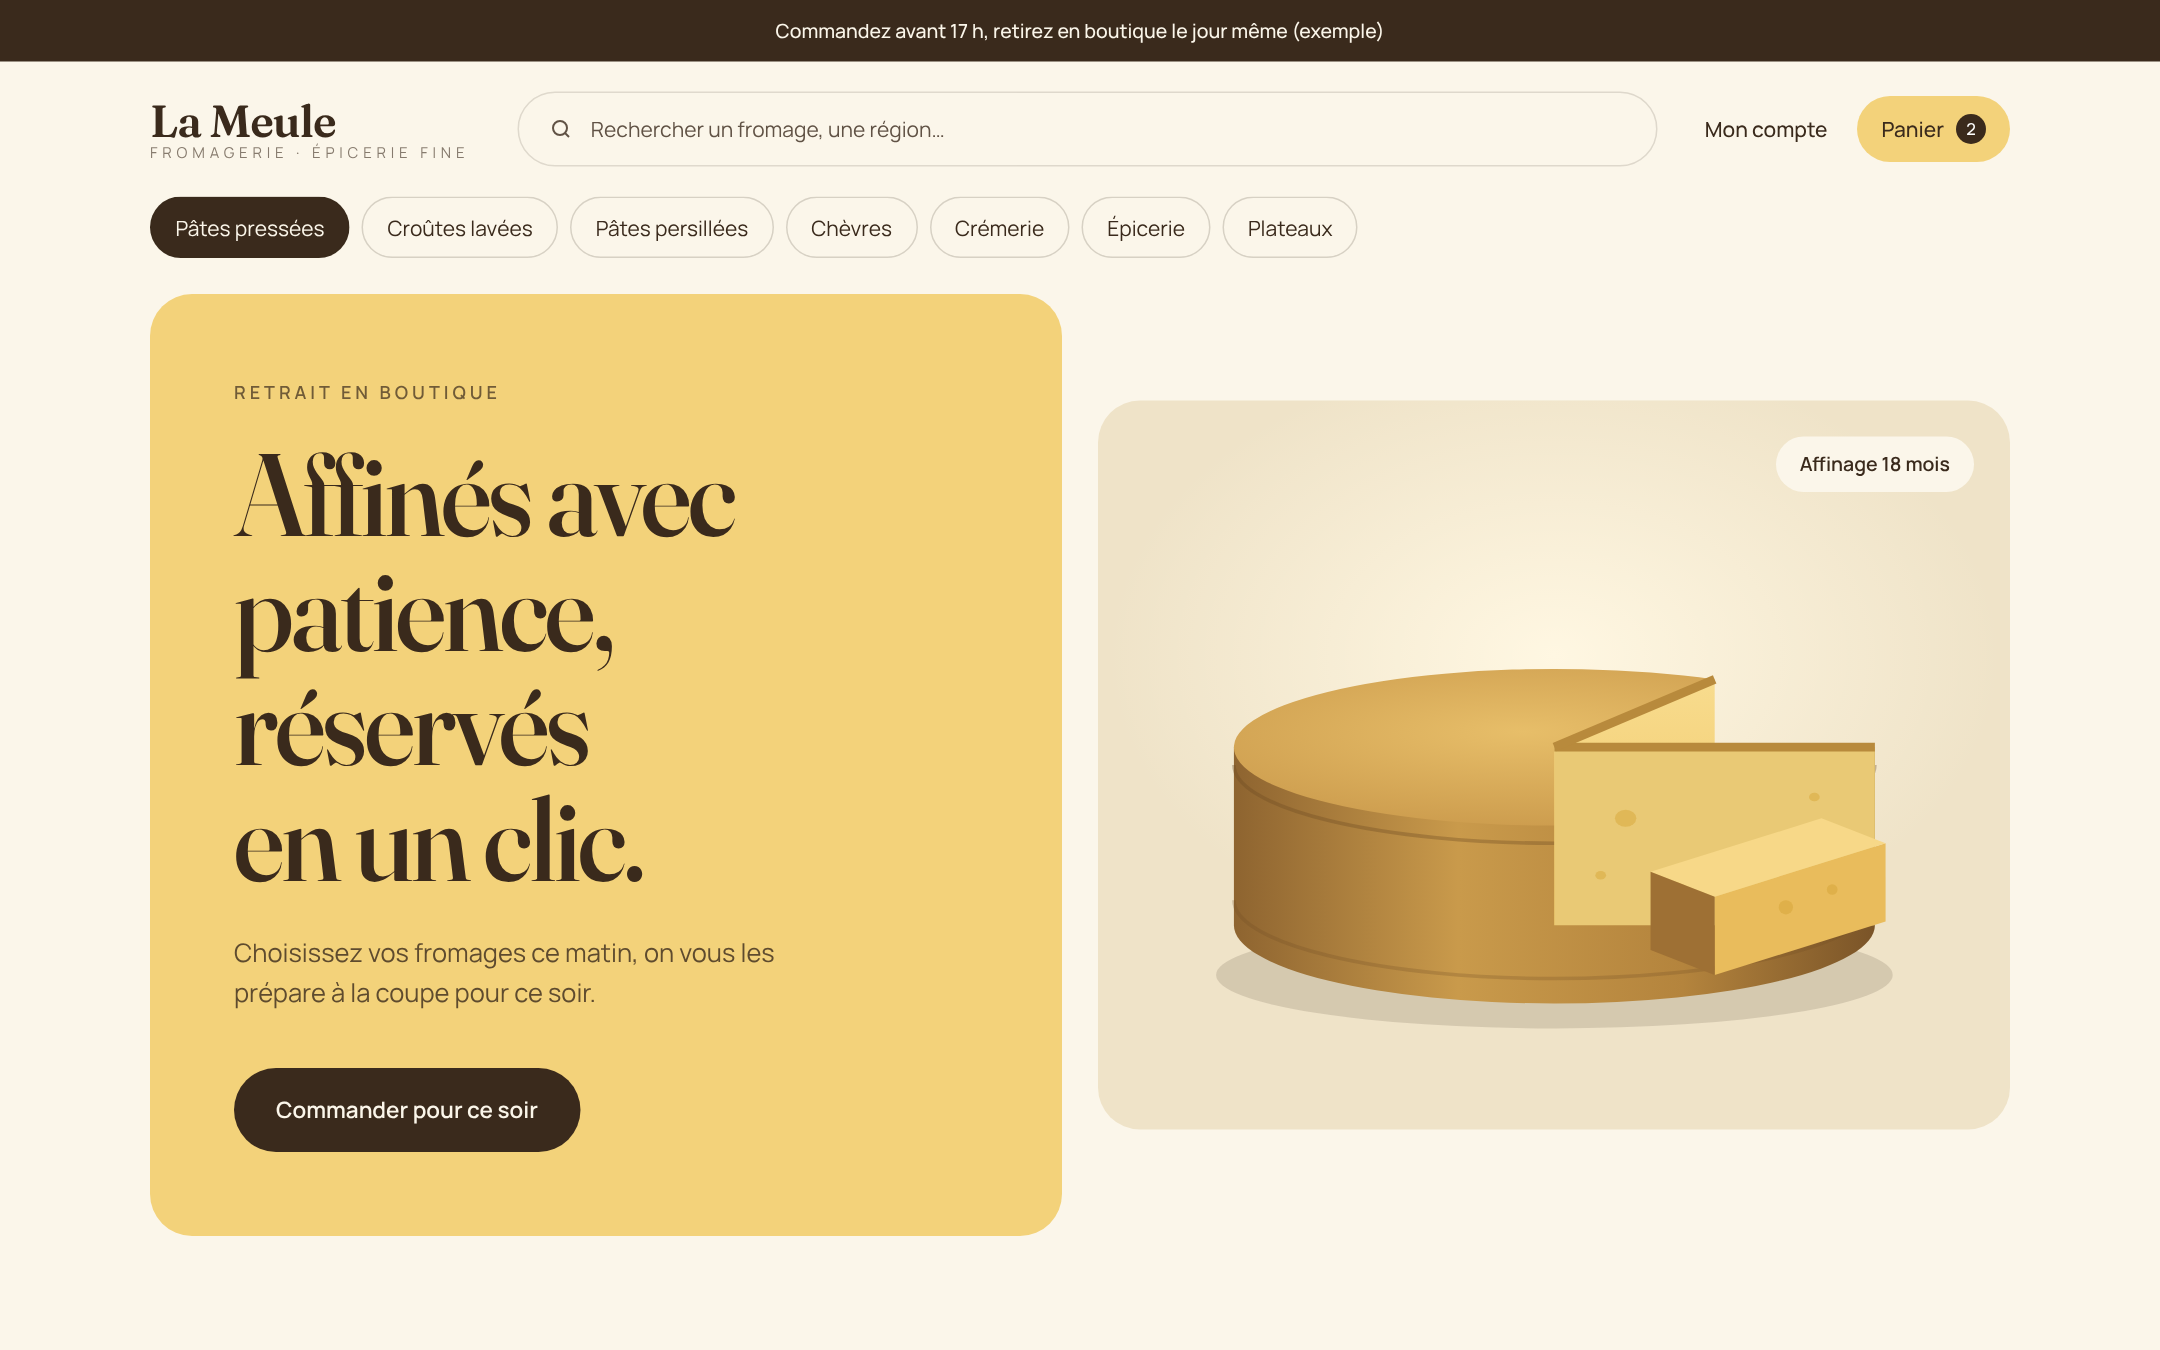 Commandez avant 17 h, retirez en boutique le jour même (exemple)
La Meule
FROMAGERIE · ÉPICERIE FINE
Rechercher un fromage, une région…
Mon compte
Panier 2
Pâtes pressées
Croûtes lavées
Pâtes persillées
Chèvres
Crémerie
Épicerie
Plateaux
RETRAIT EN BOUTIQUE
Affinés avec
patience,
réservés
en un clic.
Choisissez vos fromages ce matin, on vous les
prépare à la coupe pour ce soir.
Commander pour ce soir
Affinage 18 mois